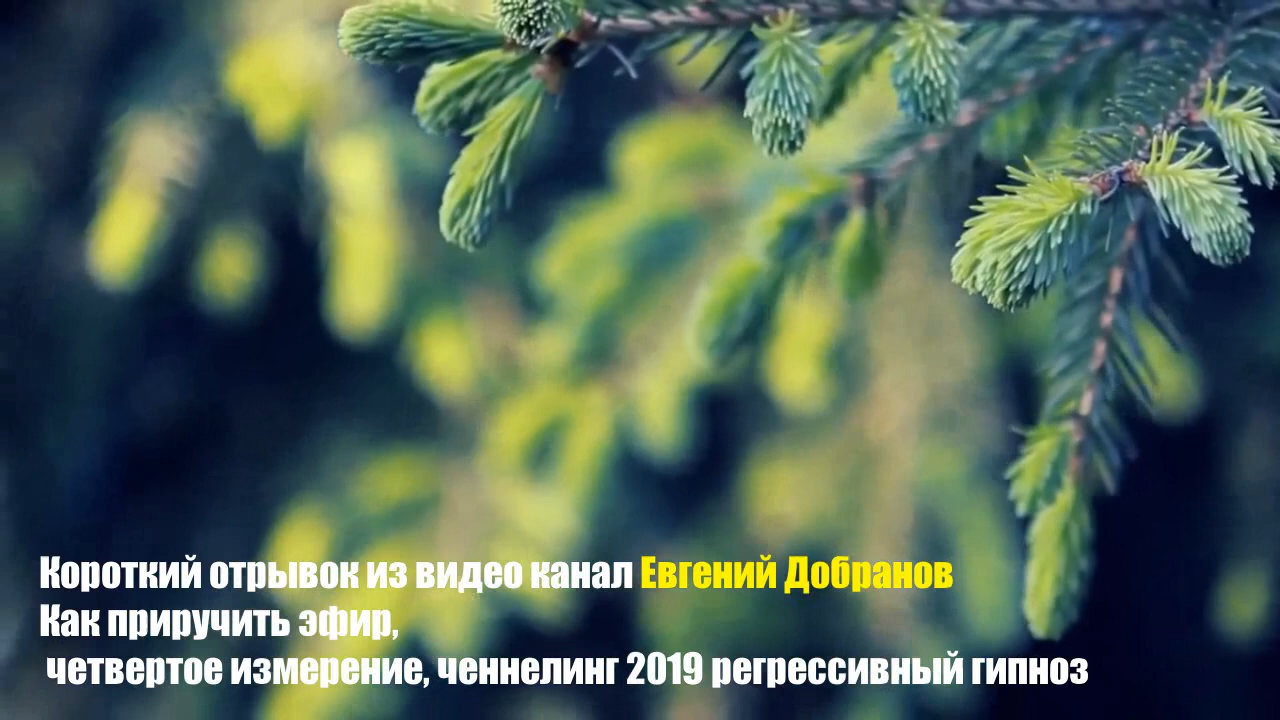 Короткий отрывок из видео канал Евгений Добранов
Как приручить эфир,
четвертое измерение, ченнелинг 2019 регрессивный гипноз